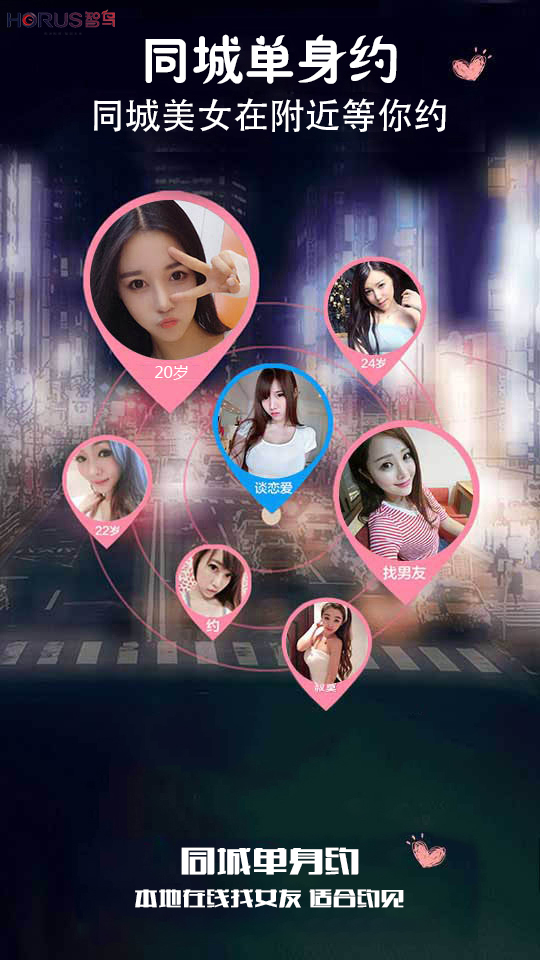 HORUS智鸟
同城单身约
同城美女在附近等你约
20岁
24岁
谈恋爱
22岁
找男友
约
寂寞
同城单身约
本地在线找女友 适合约见